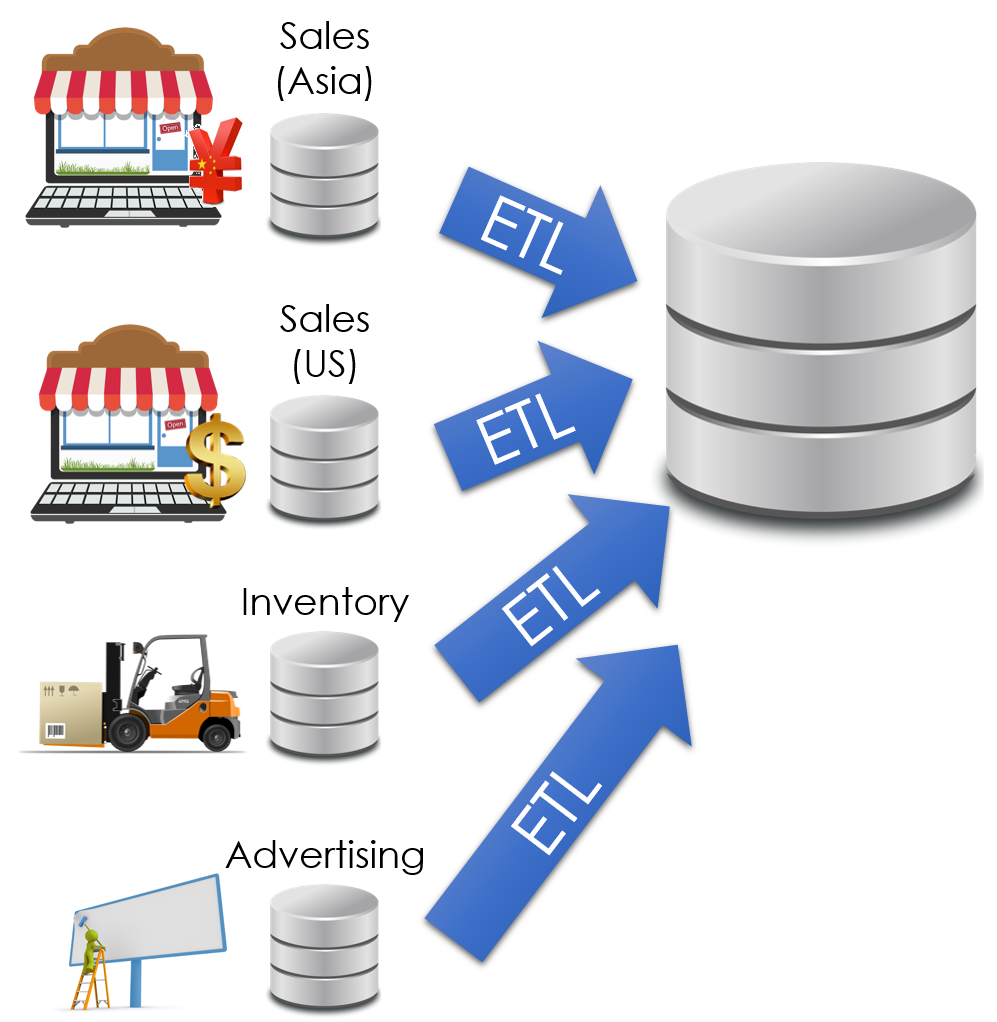 Sales
(Asia)
Open
ETL
Sales
(US)
Open
ETL
Inventory
ETL
Advertising
ETL